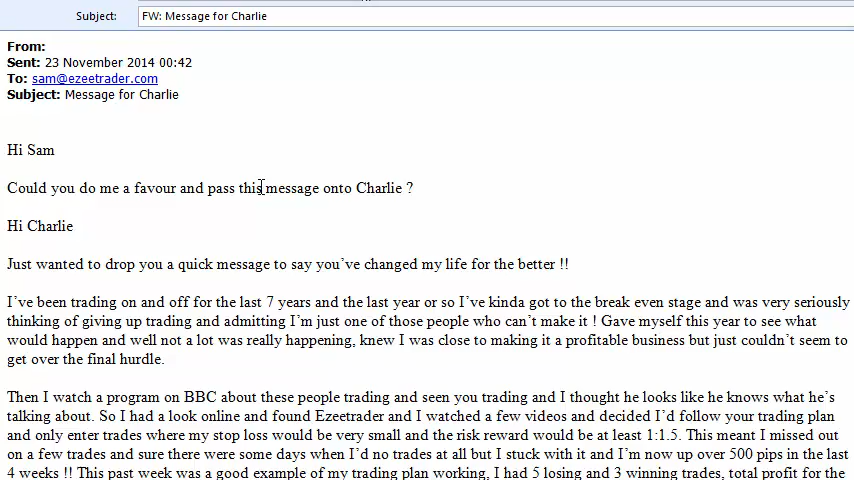 Subject: FW: Message for Charlie
From:
Sent: 23 November 2014 00:42
To: sam@ezeetrader.com
Subject: Message for Charlie
Hi Sam
Could you do me a favour and pass this message onto Charlie ?
Hi Charlie
Just wanted to drop you a quick message to say you've changed my life for the better !!
I've been trading on and off for the last 7 years and the last year or so I've kinda got to the break even stage and was very seriously
thinking of giving up trading and admitting I'm just one of those people who can't make it ! Gave myself this year to see what
would happen and well not a lot was really happening, knew I was close to making it a profitable business but just couldn't seem to
get over the final hurdle.
Then I watch a program on BBC about these people trading and seen you trading and I thought he looks like he knows what he's
talking about. So I had a look online and found Ezeetrader and I watched a few videos and decided I'd follow your trading plan
and only enter trades where my stop loss would be very small and the risk reward would be at least 1:1.5. This meant I missed out
on a few trades and sure there were some days when I'd no trades at all but I stuck with it and I'm now up over 500 pips in the last
4 weeks !! This past week was a good example of my trading plan working, I had 5 losing and 3 winning trades, total profit for the